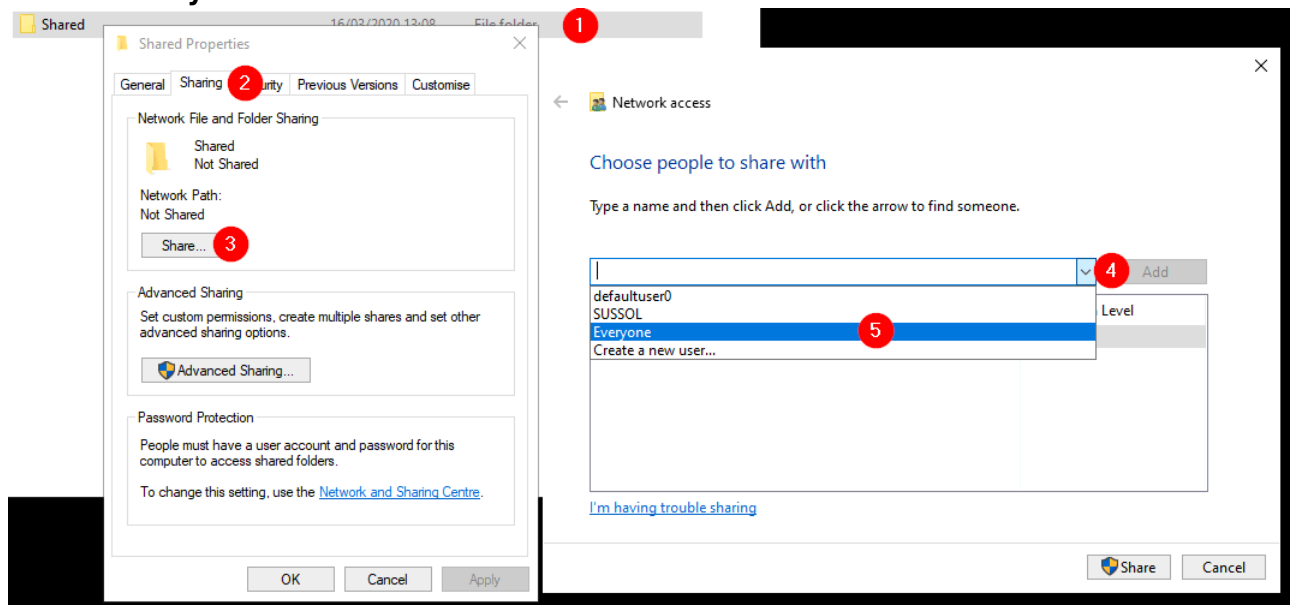 Shared 16/03/2020 13:08 File folder 1
Shared Properties
General Sharing 2 Previous Versions Customise
Network File and Folder Sharing
Shared
Not Shared
Network Path:
Not Shared
Share... 3
Advanced Sharing
Set custom permissions, create multiple shares and set other
advanced sharing options.
Advanced Sharing...
Password Protection
People must have a user account and password for this
computer to access shared folders.
To change this setting, use the Network and Sharing Centre.
OK Cancel Apply
Network access
Choose people to share with
Type a name and then click Add, or click the arrow to find someone.
4 Add
defaultuser0
SUSSOL
Everyone 5
Create a new user...
Level
I'm having trouble sharing
Share Cancel